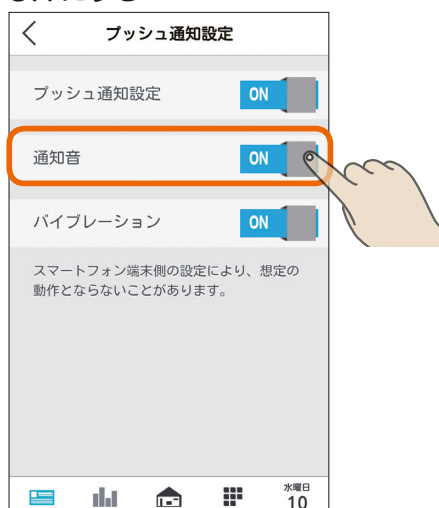 プッシュ通知設定
プッシュ通知設定 ON
通知音 ON
バイブレーション ON
スマートフォン端末側の設定により、想定の
動作とならないことがあります。
水曜日
10